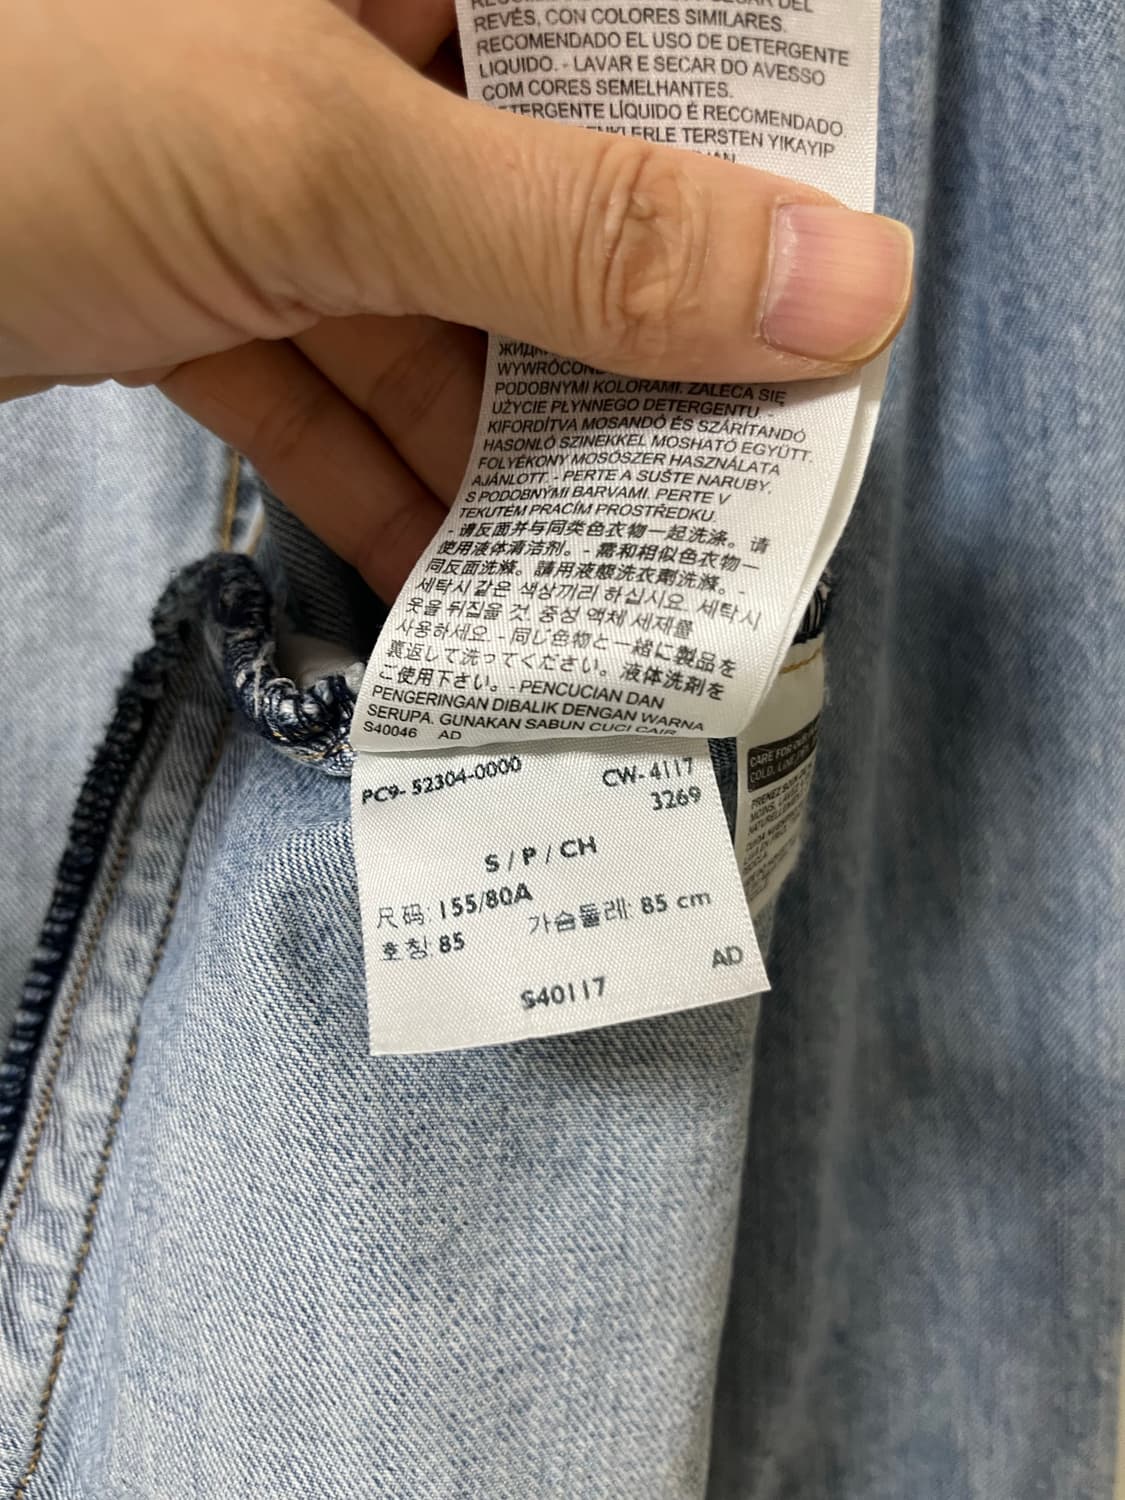 REVÉS, CON COLORES SIMILARES.
RECOMENDADO EL USO DE DETERGENTE
LIQUIDO. - LAVAR E SECAR DO AVESSO
COM CORES SEMELHANTES.
LÍQUIDO É RECOMENDADO
TERSTEN YIKAYIP
PODOBNYMI KOLORAMI. ZALECA SIĘ
UŻYCIE PŁYNNEGO DETERGENTU. -
KIFORDÍTVA MOSANDÓ ÉS SZÁRÍTANDÓ
HASONLÓ SZINEKKEL MOSHATÓ EGYÜTT.
FOLYÉKONY MOSÓSZER HASZNÁLATA
AJÁNLOTT. - PERTE A SUŠTE NARUBY,
S PODOBNÝMI BARVAMI. PERTE V
TEKUTÉM PRACÍM PROSTŘEDKU.
- 请反面并与同类色衣物一起洗涤。请
使用液体清洁剂。- 需和相似色衣物一
同反面洗滌。請用液態洗衣劑洗滌。-
세탁시 같은 색상끼리 하십시요. 세탁시
옷을 뒤집을 것. 중성 액체 세제를
사용하세요. - 同じ色物と一緒に製品を
裏返して洗ってください。液体洗剤を
ご使用下さい。- PENCUCIAN DAN
PENGERINGAN DIBALIK DENGAN WARNA
SERUPA. GUNAKAN SABUN CUCI CAIR
S40046 AD
PC9- 52304-0000 CW- 4117
3269
S / P / CH
尺码: 155/80A
호칭: 85 가슴둘레: 85 cm
AD
S40117
CARE FOR OUR
COLD, LINE